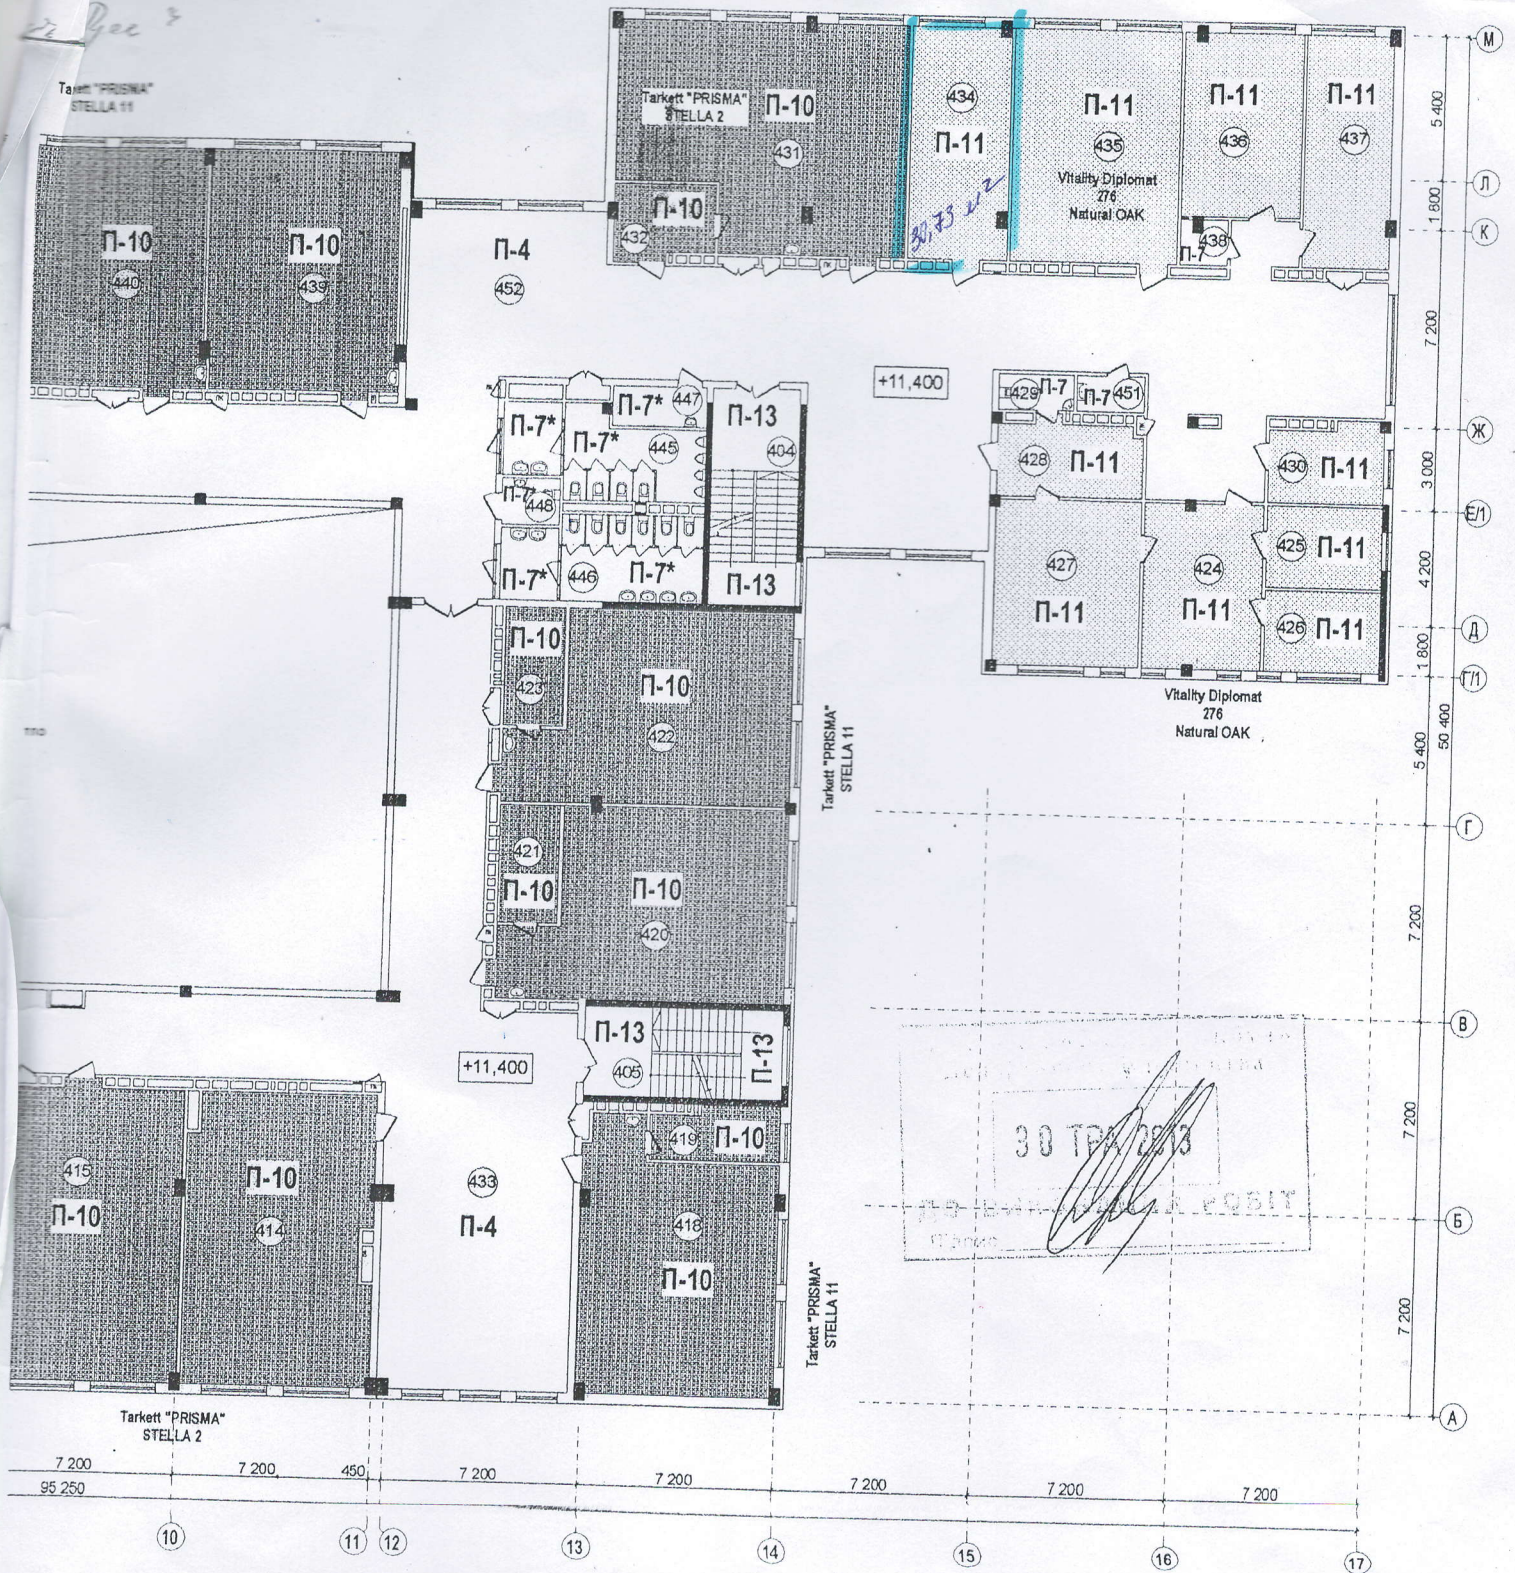 Tarkett "PRISMA"
STELLA 11
Tarkett "PRISMA"
STELLA 2
П-10
431
434
П-11
30,73 м²
П-11
435
Vitality Diplomat
276
Natural OAK
П-11
436
П-11
437
П-10
432
438
П-7
П-10
440
П-10
439
П-4
452
+11,400
П-7*
П-7*
447
П-7*
445
П-13
404
П-7
448
П-7*
446
П-7*
П-13
429
П-7
П-7
451
428
П-11
430
П-11
427
П-11
424
П-11
425
П-11
426
П-11
Vitality Diplomat
276
Natural OAK
П-10
423
П-10
422
Tarkett "PRISMA"
STELLA 11
421
П-10
П-10
420
П-13
405
П-13
+11,400
419
П-10
415
П-10
П-10
414
433
П-4
418
П-10
Tarkett "PRISMA"
STELLA 11
Tarkett "PRISMA"
STELLA 2
30 ТРА 2013
РОБІТ
М
5 400
Л
1 800
К
7 200
Ж
3 000
Е/1
4 200
Д
1 800
Г/1
5 400
50 400
Г
7 200
В
7 200
Б
7 200
А
7 200
7 200
450
7 200
7 200
7 200
7 200
7 200
95 250
10
11
12
13
14
15
16
17